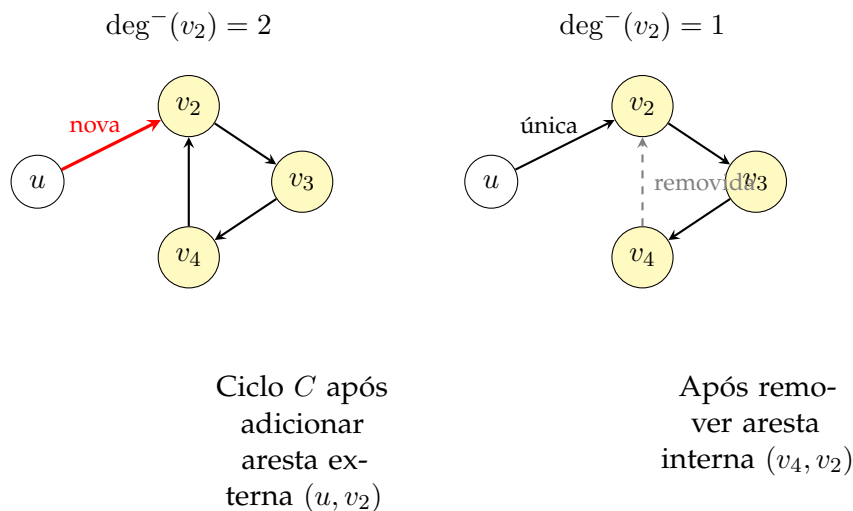 deg⁻(v₂) = 2
deg⁻(v₂) = 1
v₂
nova
u
v₃
v₄
v₂
única
u
removida
v₃
v₄
Ciclo C após
adicionar
aresta ex-
terna (u, v₂)
Após remo-
ver aresta
interna (v₄, v₂)